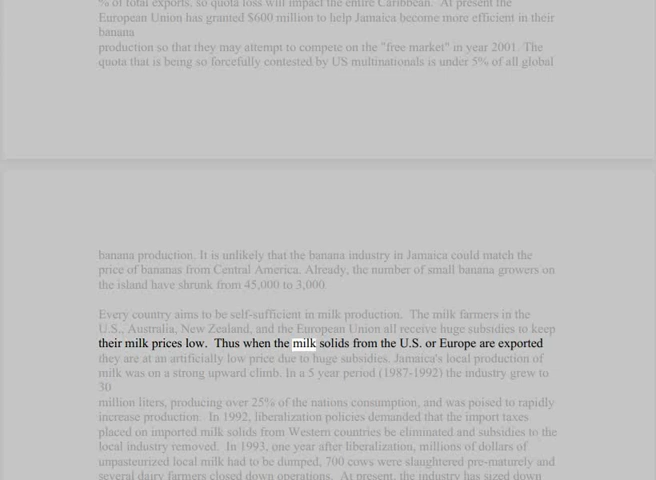 % of total exports, so quota loss will impact the entire Caribbean. At present the
European Union has granted $600 million to help Jamaica become more efficient in their
banana
production so that they may attempt to compete on the "free market" in year 2001. The
quota that is being so forcefully contested by US multinationals is under 5% of all global
banana production. It is unlikely that the banana industry in Jamaica could match the
price of bananas from Central America. Already, the number of small banana growers on
the island have shrunk from 45,000 to 3,000.
Every country aims to be self-sufficient in milk production. The milk farmers in the
U.S., Australia, New Zealand, and the European Union all receive huge subsidies to keep
their milk prices low. Thus when the milk solids from the U.S. or Europe are exported
they are at an artificially low price due to huge subsidies. Jamaica's local production of
milk was on a strong upward climb. In a 5 year period (1987-1992) the industry grew to
30
million liters, producing over 25% of the nations consumption, and was poised to rapidly
increase production. In 1992, liberalization policies demanded that the import taxes
placed on imported milk solids from Western countries be eliminated and subsidies to the
local industry removed. In 1993, one year after liberalization, millions of dollars of
unpasteurized local milk had to be dumped, 700 cows were slaughtered pre-maturely and
several dairy farmers closed down operations. At present, the industry has sized down